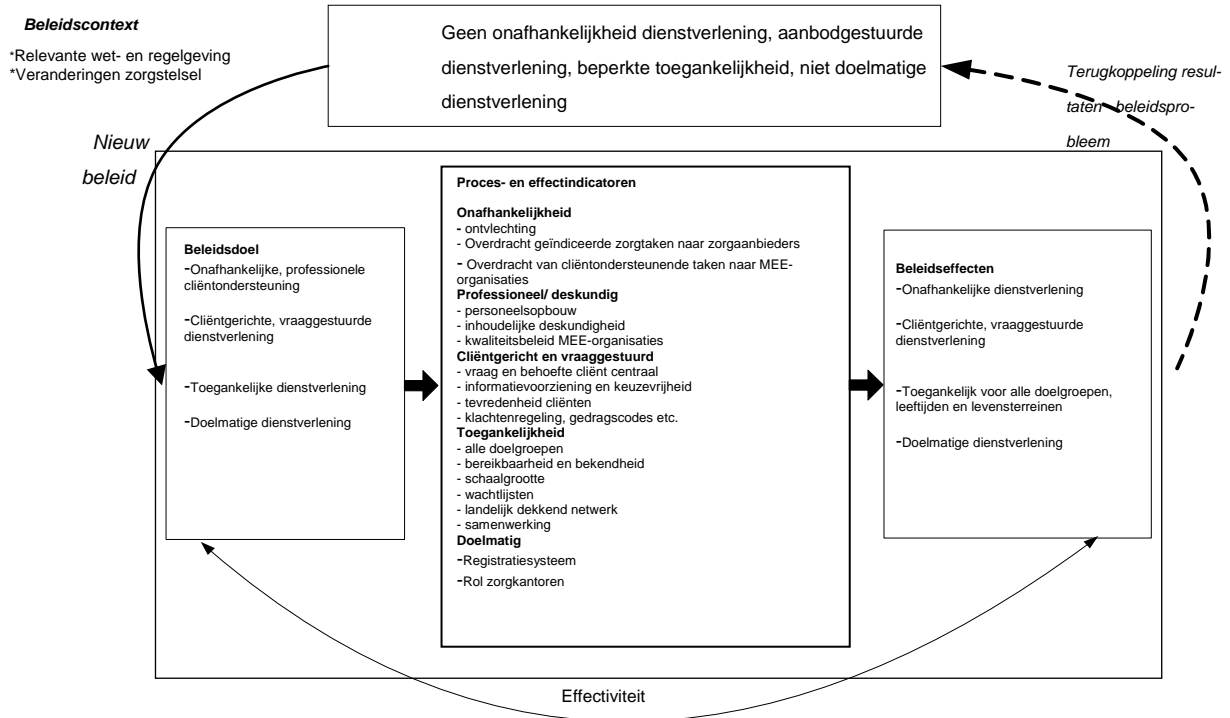 Beleidscontext
*Relevante wet- en regelgeving
*Veranderingen zorgstelsel
Geen onafhankelijkheid dienstverlening, aanbodgestuurde
dienstverlening, beperkte toegankelijkheid, niet doelmatige
dienstverlening
Terugkoppeling resul-
taten beleidspro-
bleem
Nieuw
beleid
Beleidsdoel
-Onafhankelijke, professionele
cliëntondersteuning
-Cliëntgerichte, vraaggestuurde
dienstverlening
-Toegankelijke dienstverlening
-Doelmatige dienstverlening
Proces- en effectindicatoren
Onafhankelijkheid
- ontvlechting
- Overdracht geïndiceerde zorgtaken naar zorgaanbieders
- Overdracht van cliëntondersteunende taken naar MEE-
organisaties
Professioneel/ deskundig
- personeelsopbouw
- inhoudelijke deskundigheid
- kwaliteitsbeleid MEE-organisaties
Cliëntgericht en vraaggestuurd
- vraag en behoefte cliënt centraal
- informatievoorziening en keuzevrijheid
- tevredenheid cliënten
- klachtenregeling, gedragscodes etc.
Toegankelijkheid
- alle doelgroepen
- bereikbaarheid en bekendheid
- schaalgrootte
- wachtlijsten
- landelijk dekkend netwerk
- samenwerking
Doelmatig
-Registratiesysteem
-Rol zorgkantoren
Beleidseffecten
-Onafhankelijke dienstverlening
-Cliëntgerichte, vraaggestuurde
dienstverlening
-Toegankelijk voor alle doelgroepen,
leeftijden en levensterreinen
-Doelmatige dienstverlening
Effectiviteit